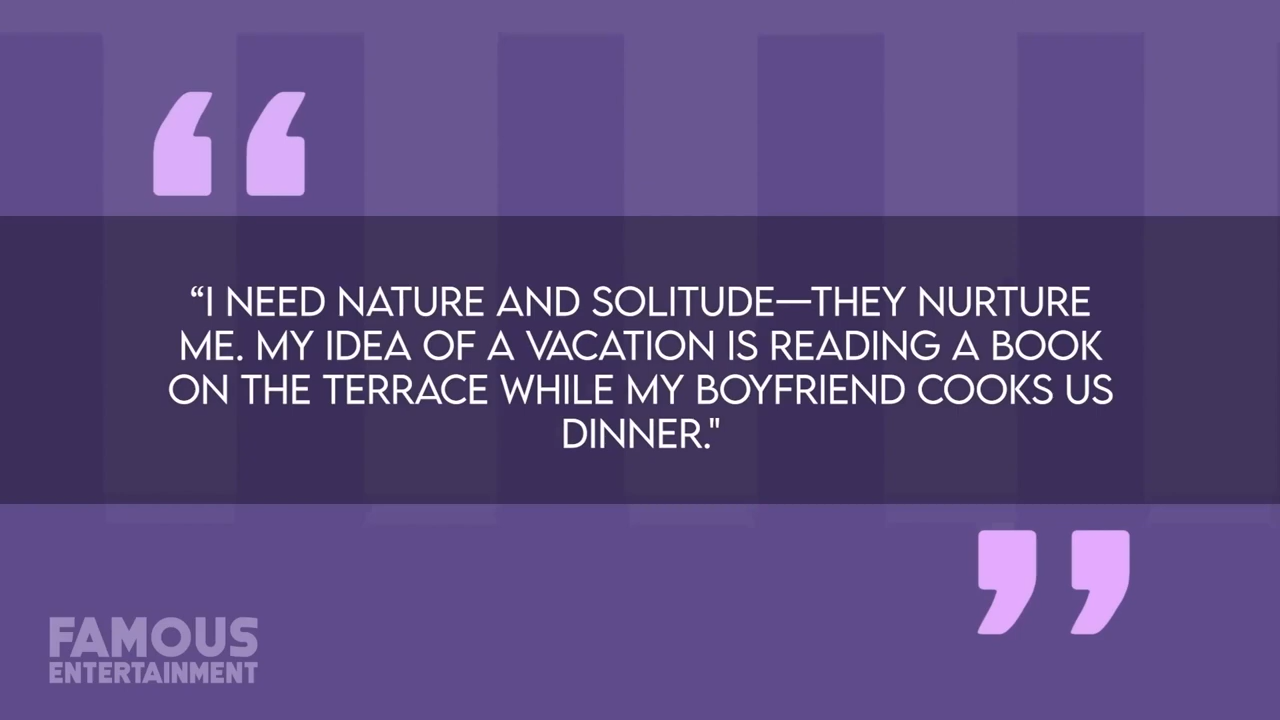 “I NEED NATURE AND SOLITUDE—THEY NURTURE
ME. MY IDEA OF A VACATION IS READING A BOOK
ON THE TERRACE WHILE MY BOYFRIEND COOKS US
DINNER."
FAMOUS
ENTERTAINMENT